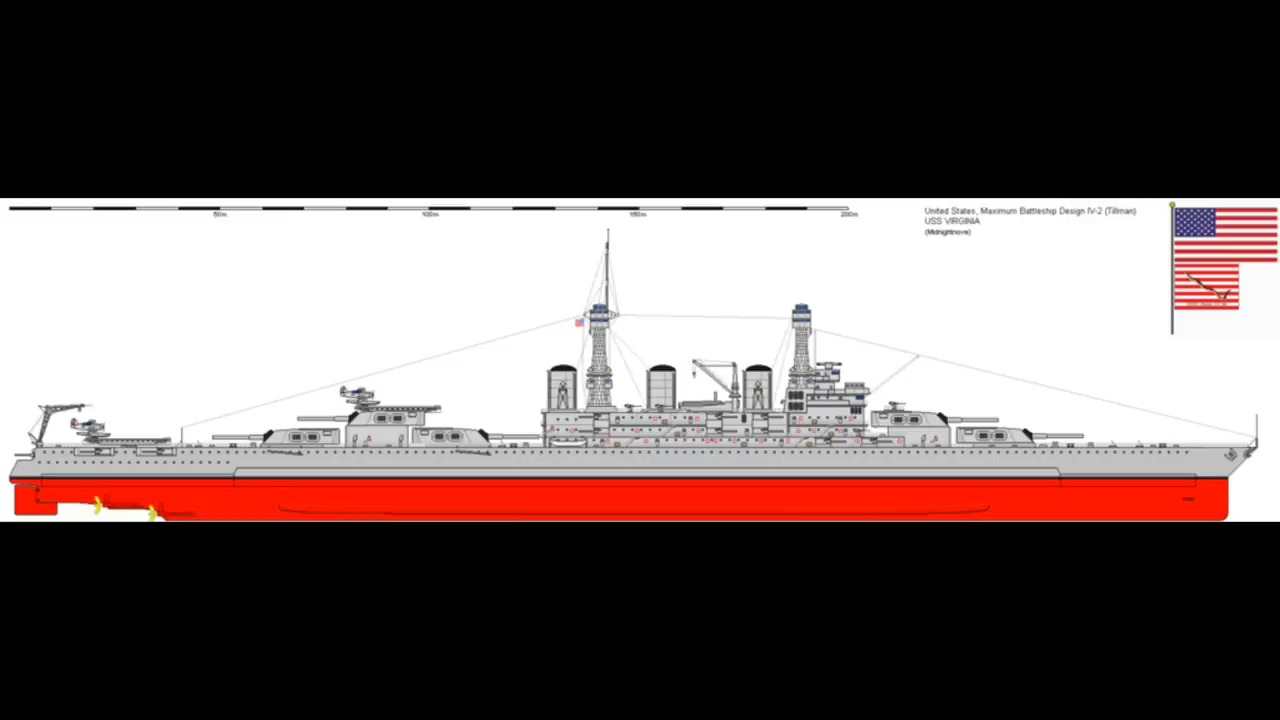 50m 100m 150m 200m
United States, Maximum Battleship Design IV-2 (Tillman)
USS VIRGINIA
(Midnightnova)